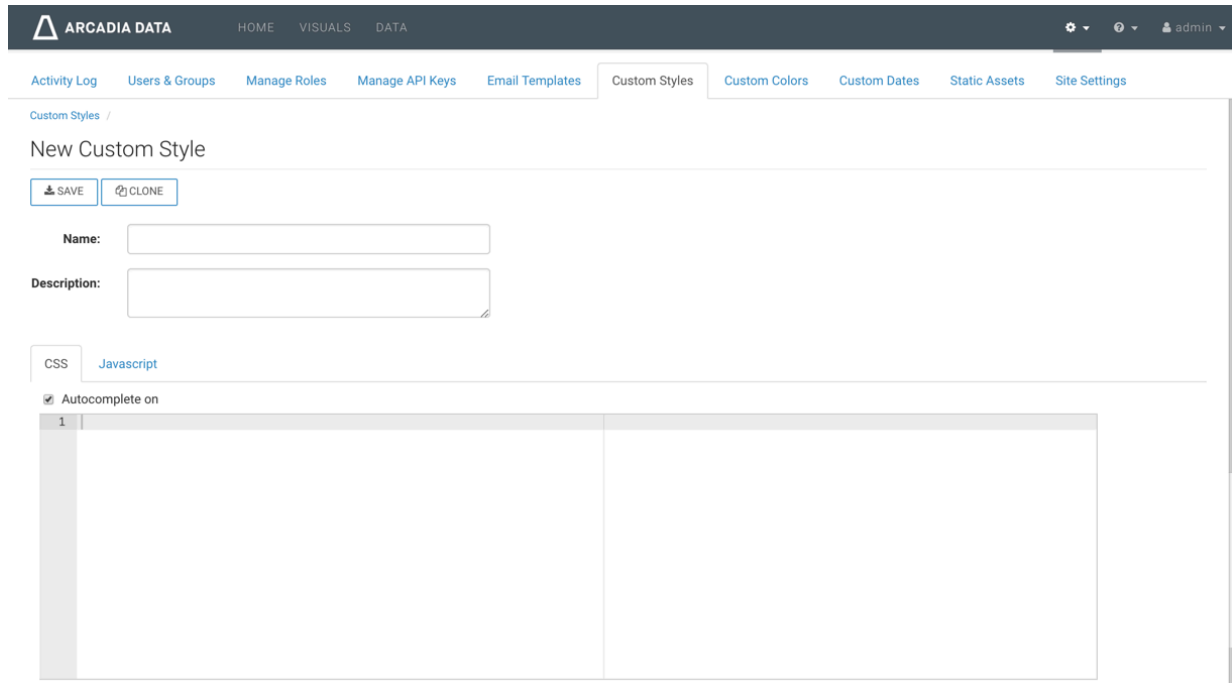 ARCADIA DATA HOME VISUALS DATA admin
Activity Log Users & Groups Manage Roles Manage API Keys Email Templates Custom Styles Custom Colors Custom Dates Static Assets Site Settings
Custom Styles /
New Custom Style
SAVE CLONE
Name:
Description:
CSS Javascript
Autocomplete on
1